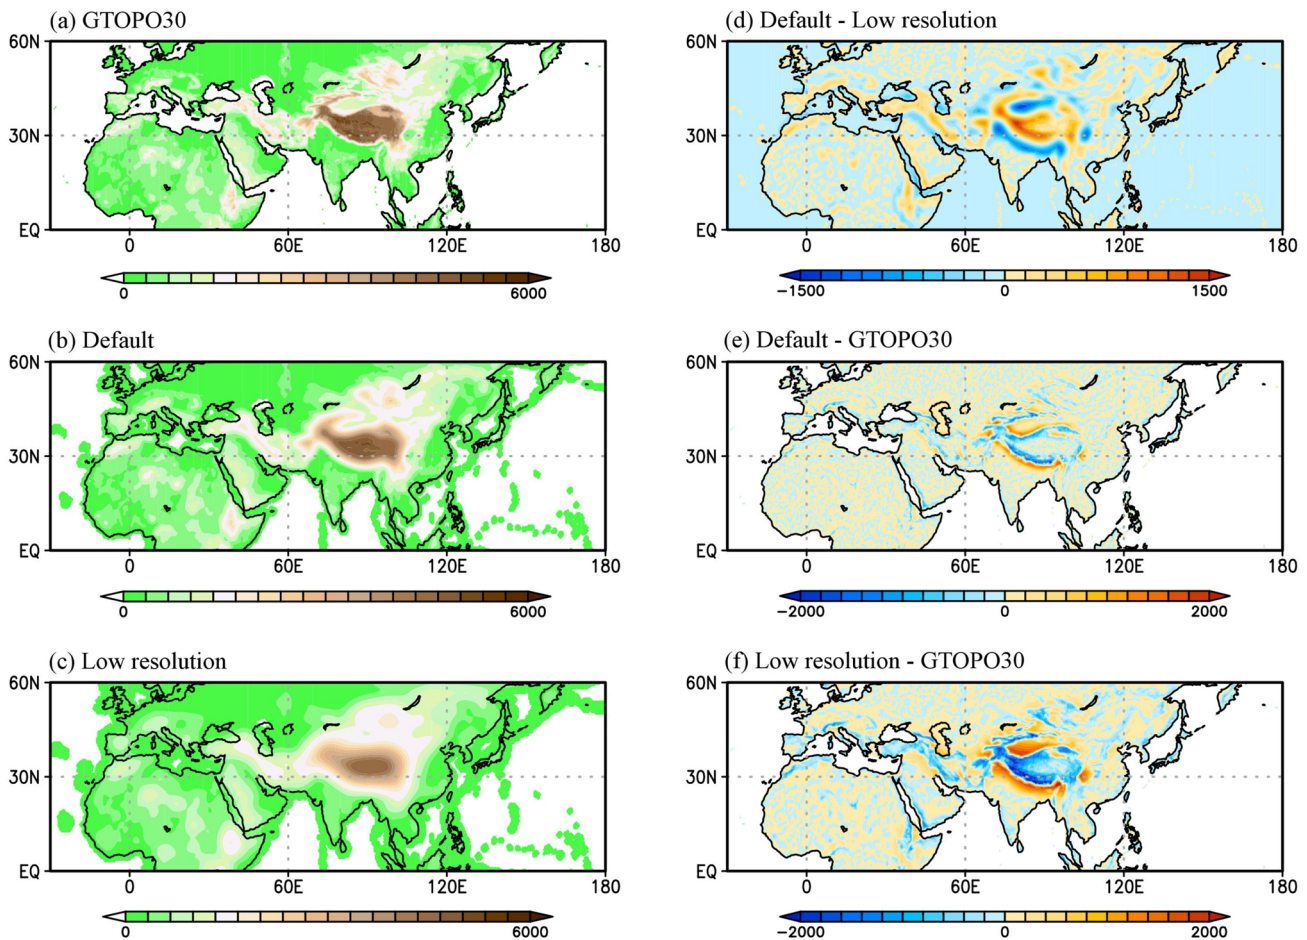 (a) GTOPO30
60N
30N
EQ
0 60E 120E 180
0 6000
(b) Default
60N
30N
EQ
0 60E 120E 180
0 6000
(c) Low resolution
60N
30N
EQ
0 60E 120E 180
0 6000
(d) Default - Low resolution
60N
30N
EQ
0 60E 120E 180
−1500 0 1500
(e) Default - GTOPO30
60N
30N
EQ
0 60E 120E 180
−2000 0 2000
(f) Low resolution - GTOPO30
60N
30N
EQ
0 60E 120E 180
−2000 0 2000